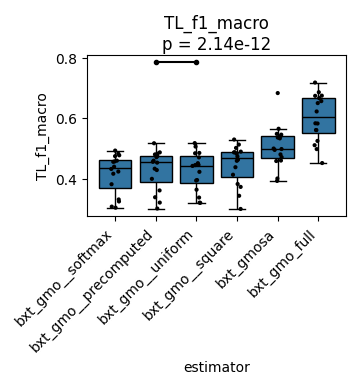 TL_f1_macro
p = 2.14e-12
TL_f1_macro
0.8
0.6
0.4
bxt_gmo__softmax
bxt_gmo__precomputed
bxt_gmo__uniform
bxt_gmo__square
bxt_gmosa
bxt_gmo_full
estimator